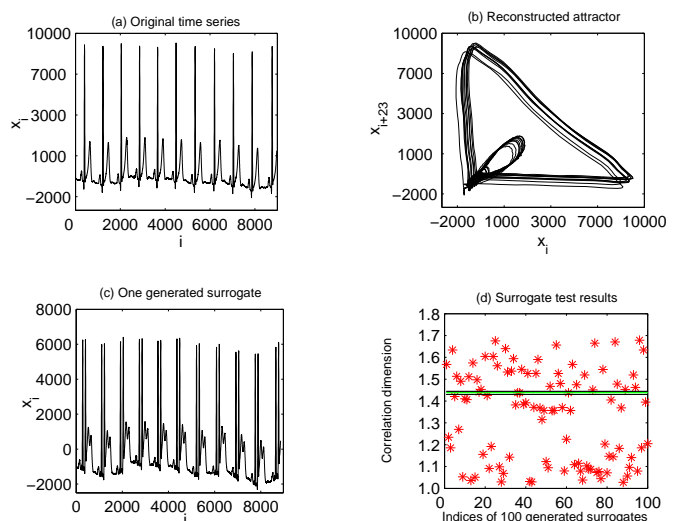 (a) Original time series
10000
7000
3000
1000
−2000
0 2000 4000 6000 8000
x_i
i
(b) Reconstructed attractor
10000
7000
3000
1000
−2000
−2000 1000 3000 7000 10000
x_{i+23}
x_i
(c) One generated surrogate
8000
6000
4000
2000
0
−2000
0 2000 4000 6000 8000
x_i
i
(d) Surrogate test results
1.8
1.7
1.6
1.5
1.4
1.3
1.2
1.1
1.0
0 20 40 60 80 100
Correlation dimension
Indices of 100 generated surrogates